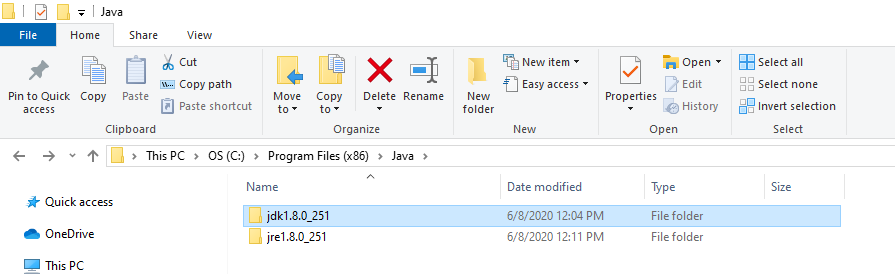 Java
File Home Share View
Pin to Quick access
Copy
Paste
Cut
Copy path
Paste shortcut
Clipboard
Move to
Copy to
Delete
Rename
Organize
New folder
New item
Easy access
New
Properties
Open
Edit
History
Open
Select all
Select none
Invert selection
Select
This PC > OS (C:) > Program Files (x86) > Java >
Name Date modified Type Size
Quick access
jdk1.8.0_251 6/8/2020 12:04 PM File folder
OneDrive
jre1.8.0_251 6/8/2020 12:11 PM File folder
This PC